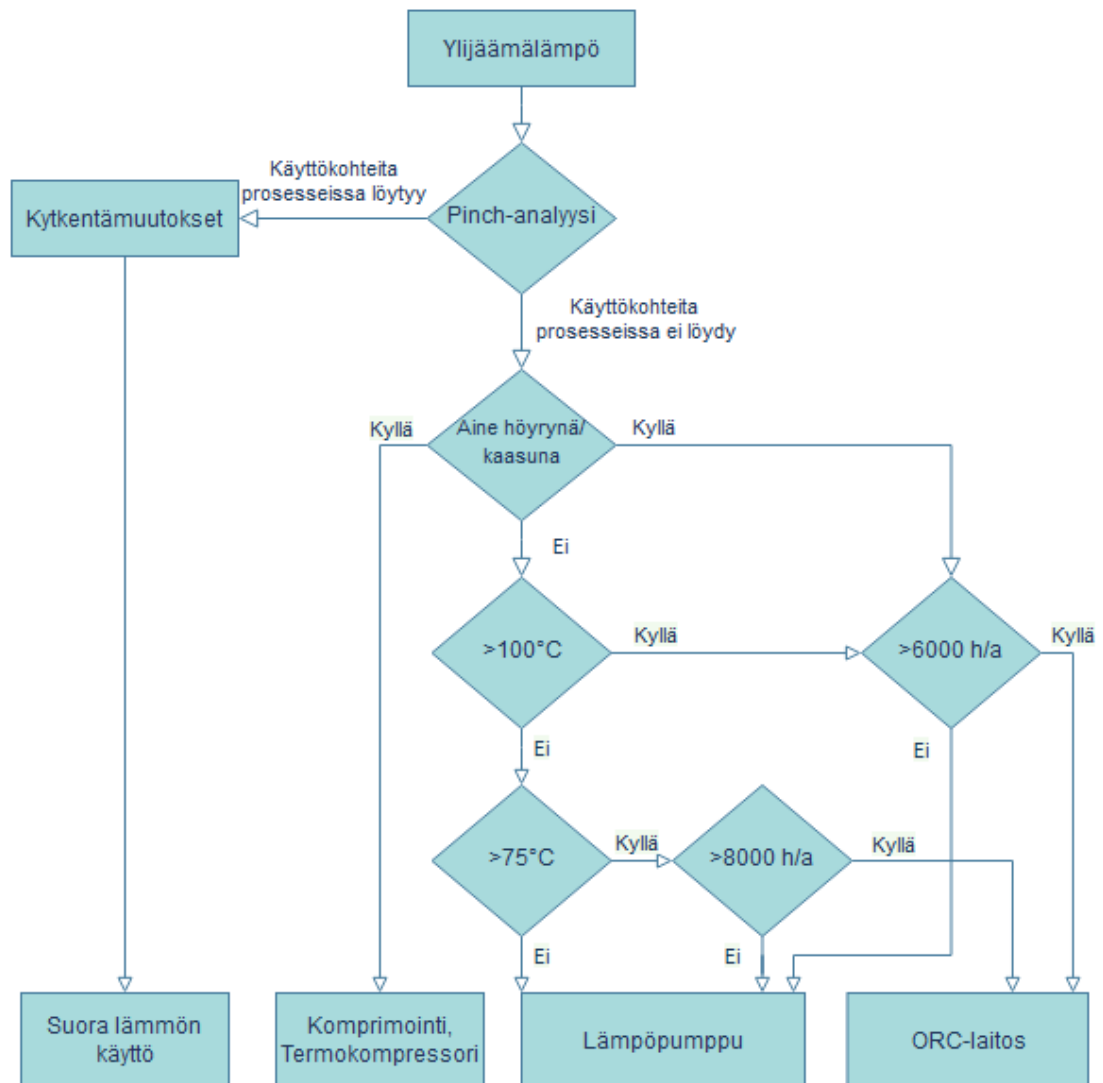 Ylijäämälämpö
Käyttökohteita
prosesseissa löytyy
Kytkentämuutokset
Pinch-analyysi
Käyttökohteita
prosesseissa ei löydy
Kyllä
Aine höyrynä/
kaasuna
Kyllä
Ei
>100°C
Kyllä
>6000 h/a
Kyllä
Ei
Ei
>75°C
Kyllä
>8000 h/a
Kyllä
Ei
Ei
Suora lämmön
käyttö
Komprimointi,
Termokompressori
Lämpöpumppu
ORC-laitos